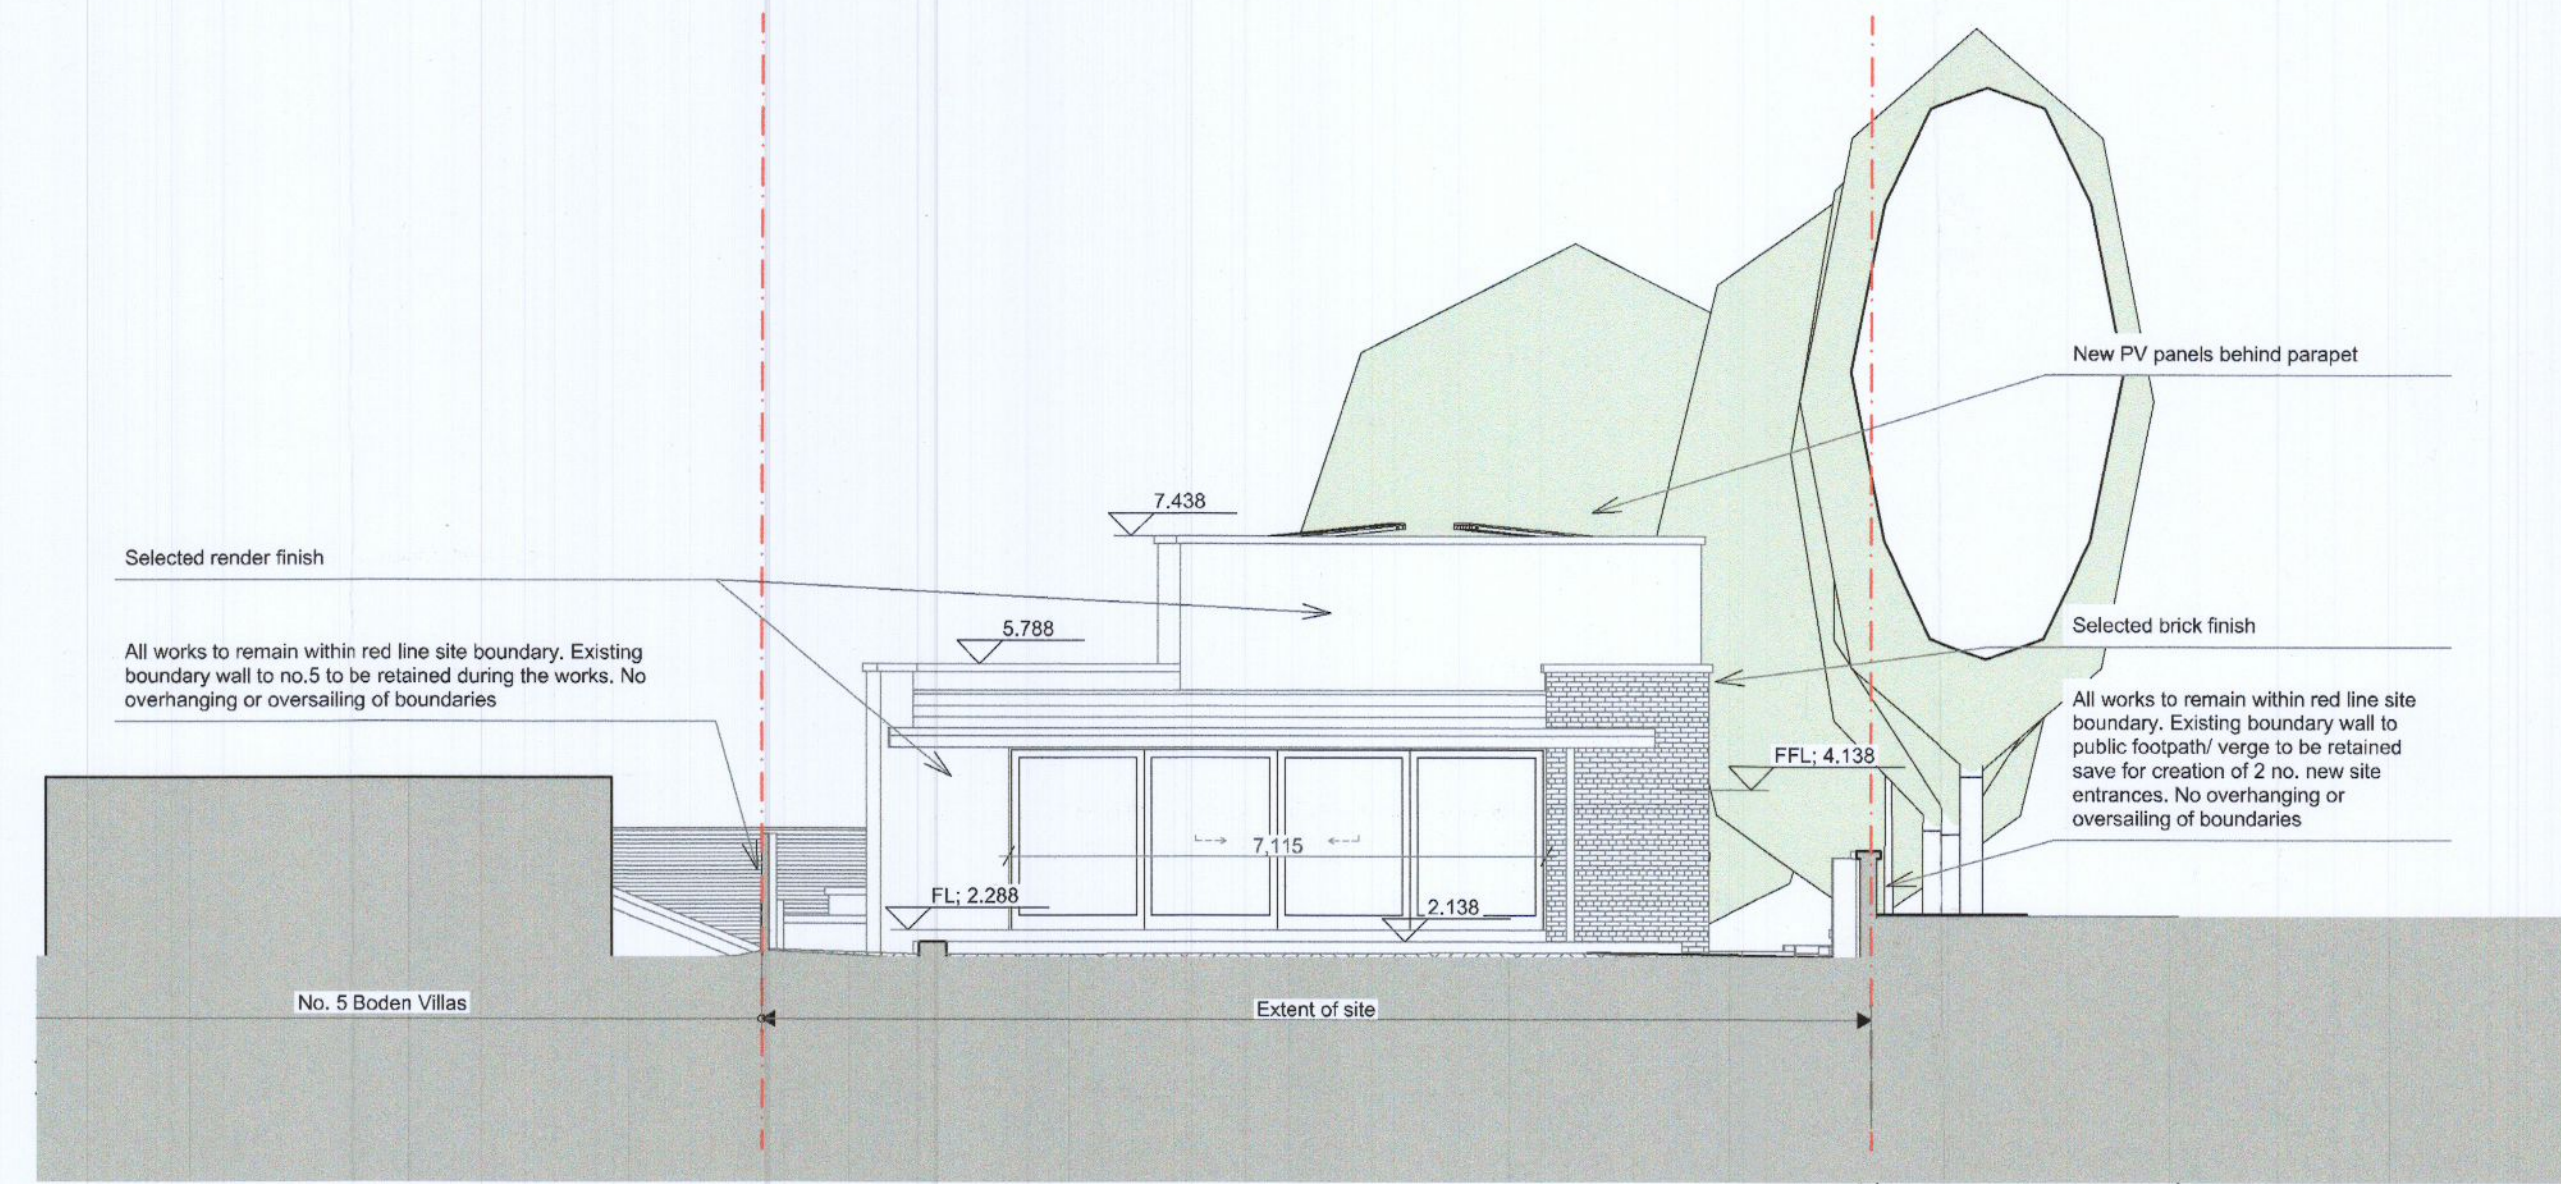 New PV panels behind parapet
7.438
Selected render finish
5.788
Selected brick finish
All works to remain within red line site boundary. Existing
boundary wall to no.5 to be retained during the works. No
overhanging or oversailing of boundaries
All works to remain within red line site
boundary. Existing boundary wall to
public footpath/ verge to be retained
save for creation of 2 no. new site
entrances. No overhanging or
oversailing of boundaries
FFL; 4.138
7,115
FL; 2.288
2.138
No. 5 Boden Villas
Extent of site